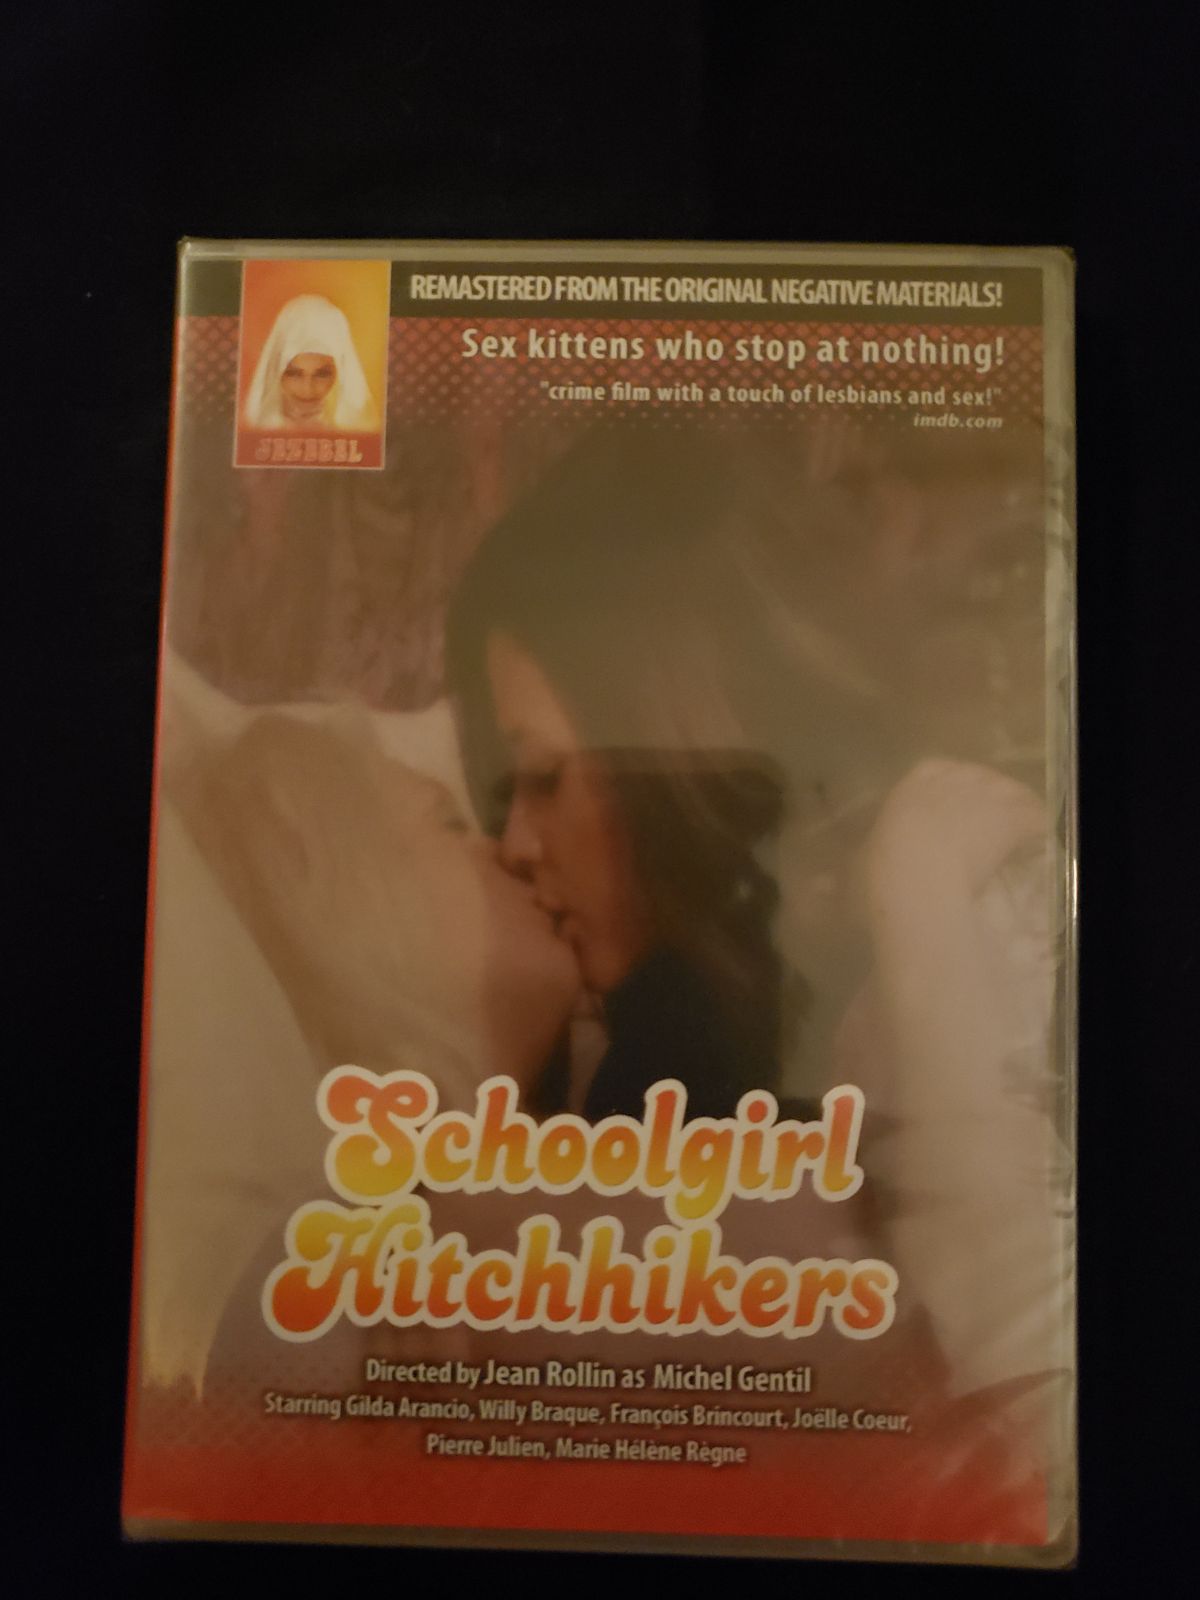 REMASTERED FROM THE ORIGINAL NEGATIVE MATERIALS!
Sex kittens who stop at nothing!
"crime film with a touch of lesbians and sex!"
imdb.com
JEZEBEL
Schoolgirl
Hitchhikers
Directed by Jean Rollin as Michel Gentil
Starring Gilda Arancio, Willy Braque, François Brincourt, Joëlle Coeur,
Pierre Julien, Marie Hélène Règne